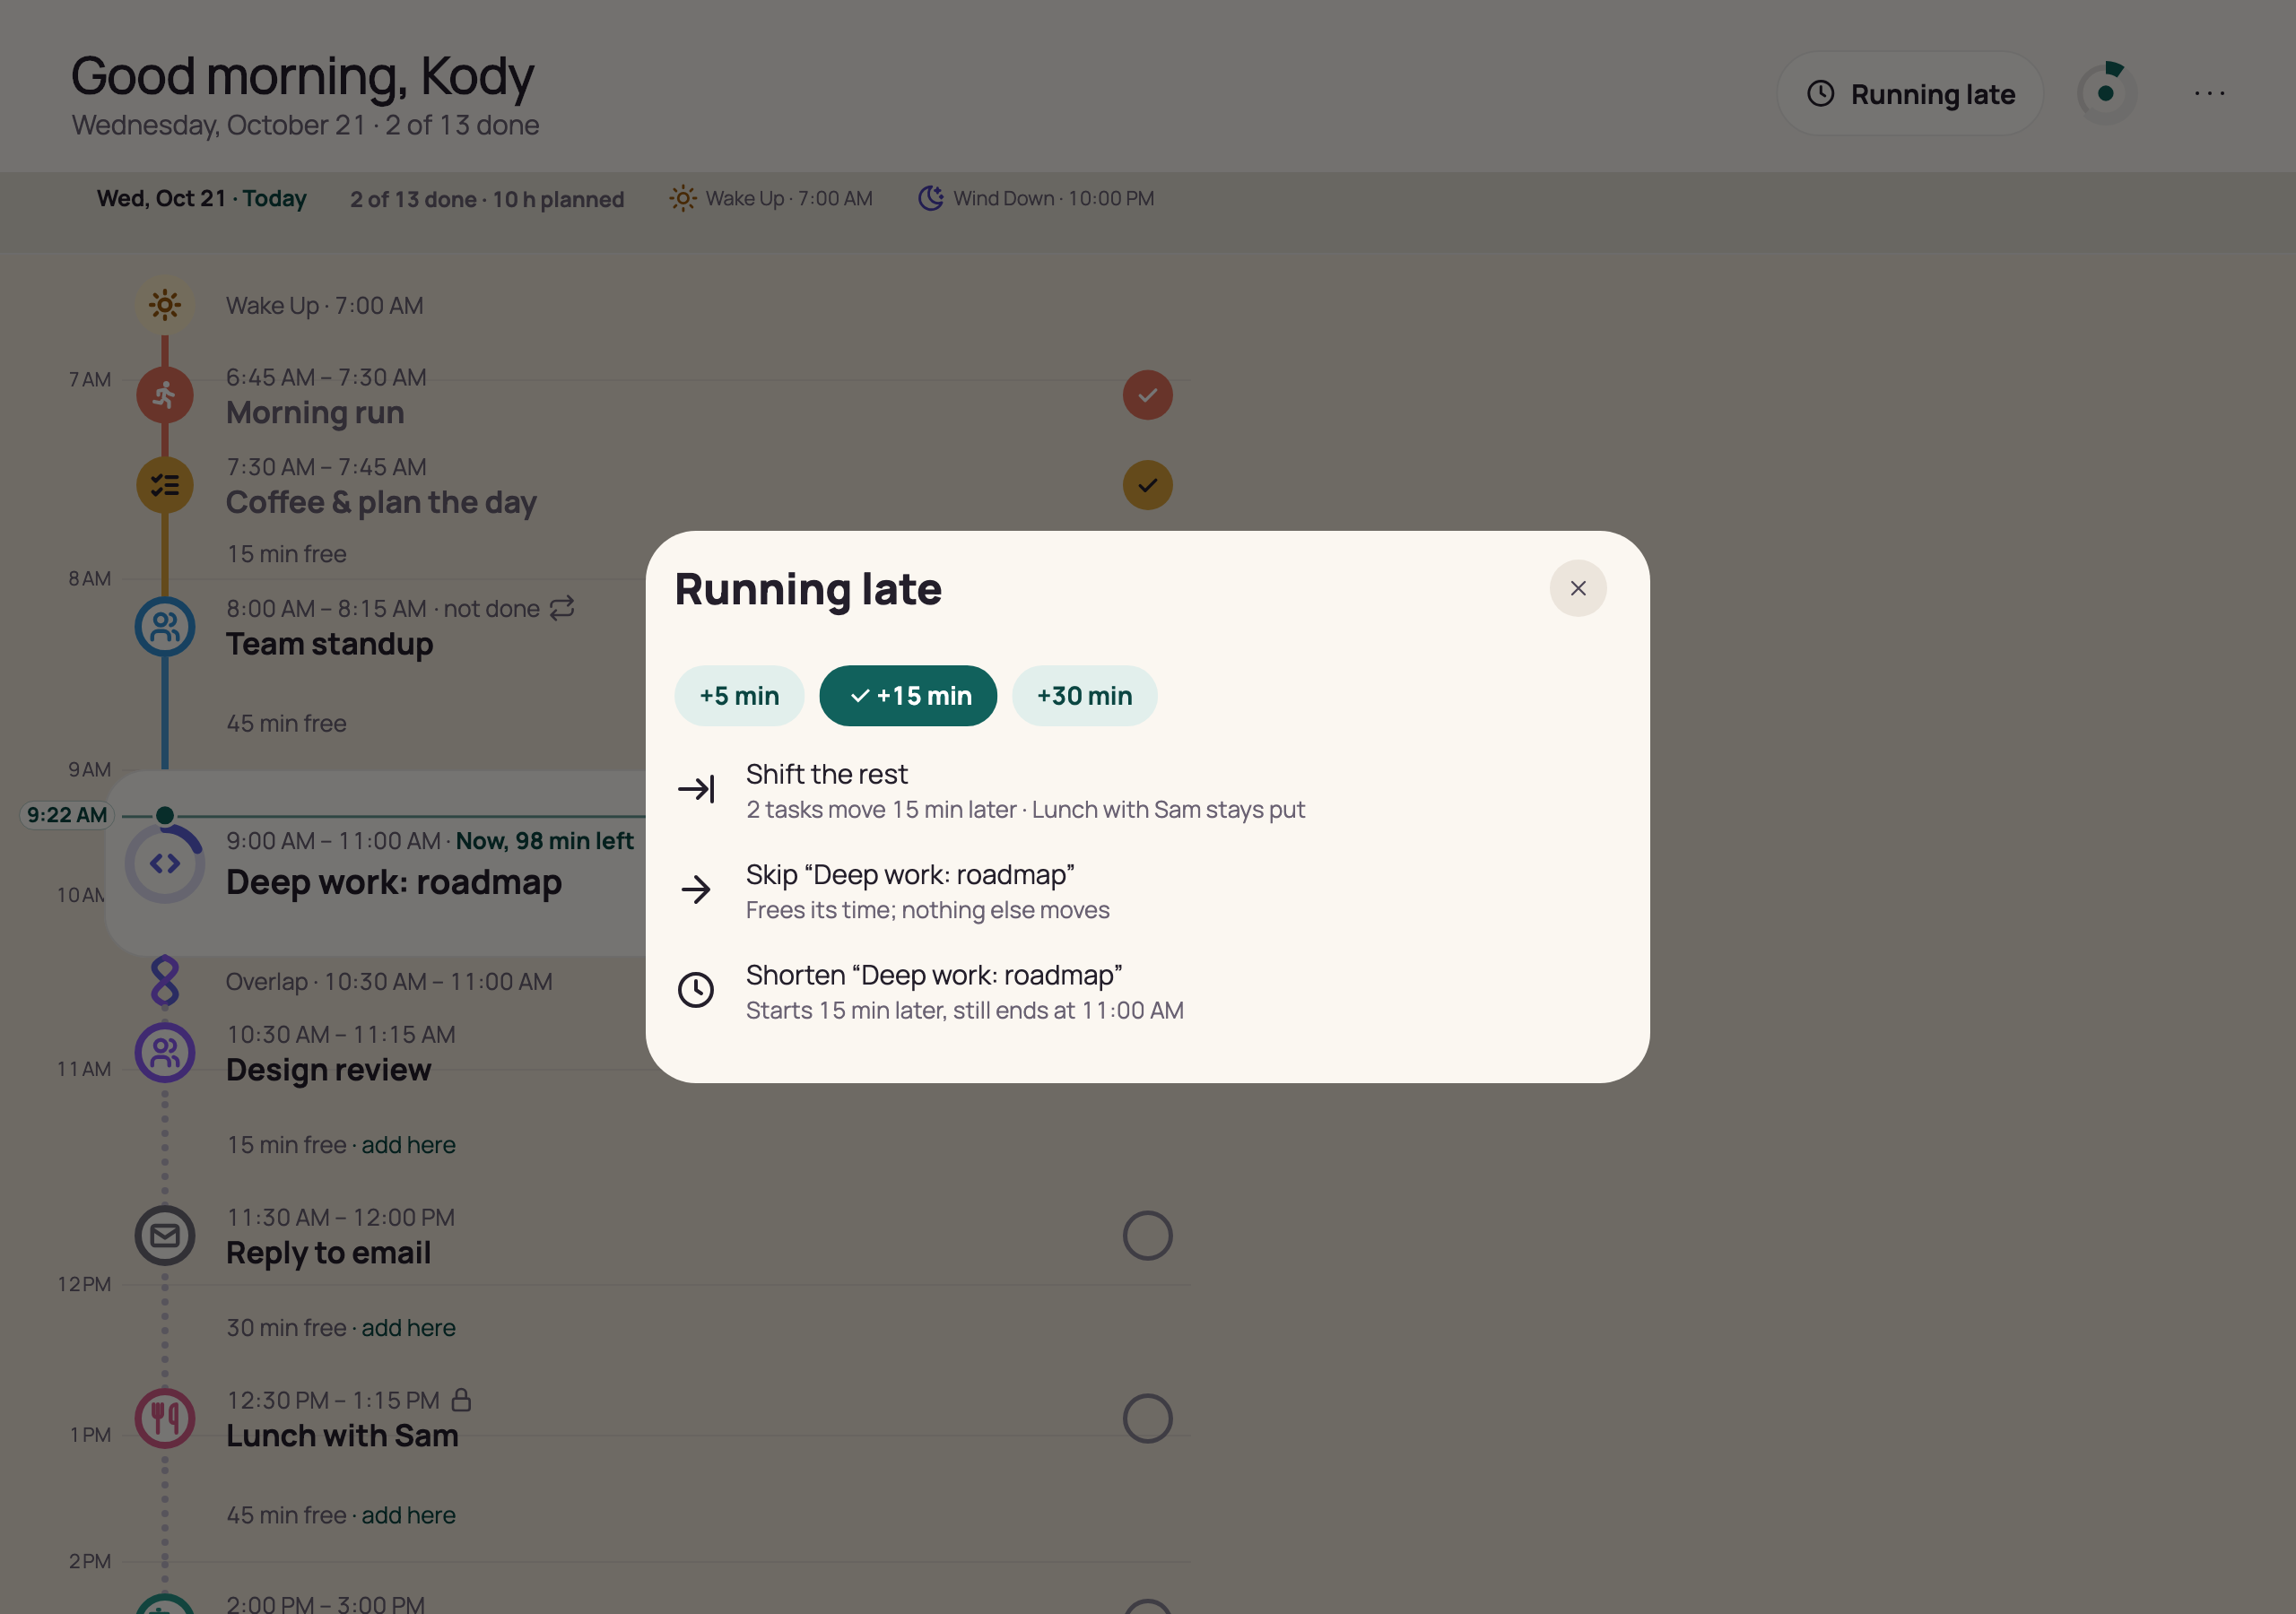 Good morning, Kody
Wednesday, October 21 · 2 of 13 done
Running late
Wed, Oct 21 · Today
2 of 13 done · 10 h planned
Wake Up · 7:00 AM
Wind Down · 10:00 PM
Wake Up · 7:00 AM
7 AM
6:45 AM – 7:30 AM
Morning run
7:30 AM – 7:45 AM
Coffee & plan the day
15 min free
8 AM
8:00 AM – 8:15 AM · not done
Team standup
45 min free
9 AM
9:22 AM
9:00 AM – 11:00 AM · Now, 98 min left
Deep work: roadmap
10 AM
Overlap · 10:30 AM – 11:00 AM
10:30 AM – 11:15 AM
11 AM
Design review
15 min free · add here
11:30 AM – 12:00 PM
Reply to email
12 PM
30 min free · add here
12:30 PM – 1:15 PM
1 PM
Lunch with Sam
45 min free · add here
2 PM
2:00 PM – 3:00 PM
Running late
+5 min
+15 min
+30 min
Shift the rest
2 tasks move 15 min later · Lunch with Sam stays put
Skip “Deep work: roadmap”
Frees its time; nothing else moves
Shorten “Deep work: roadmap”
Starts 15 min later, still ends at 11:00 AM